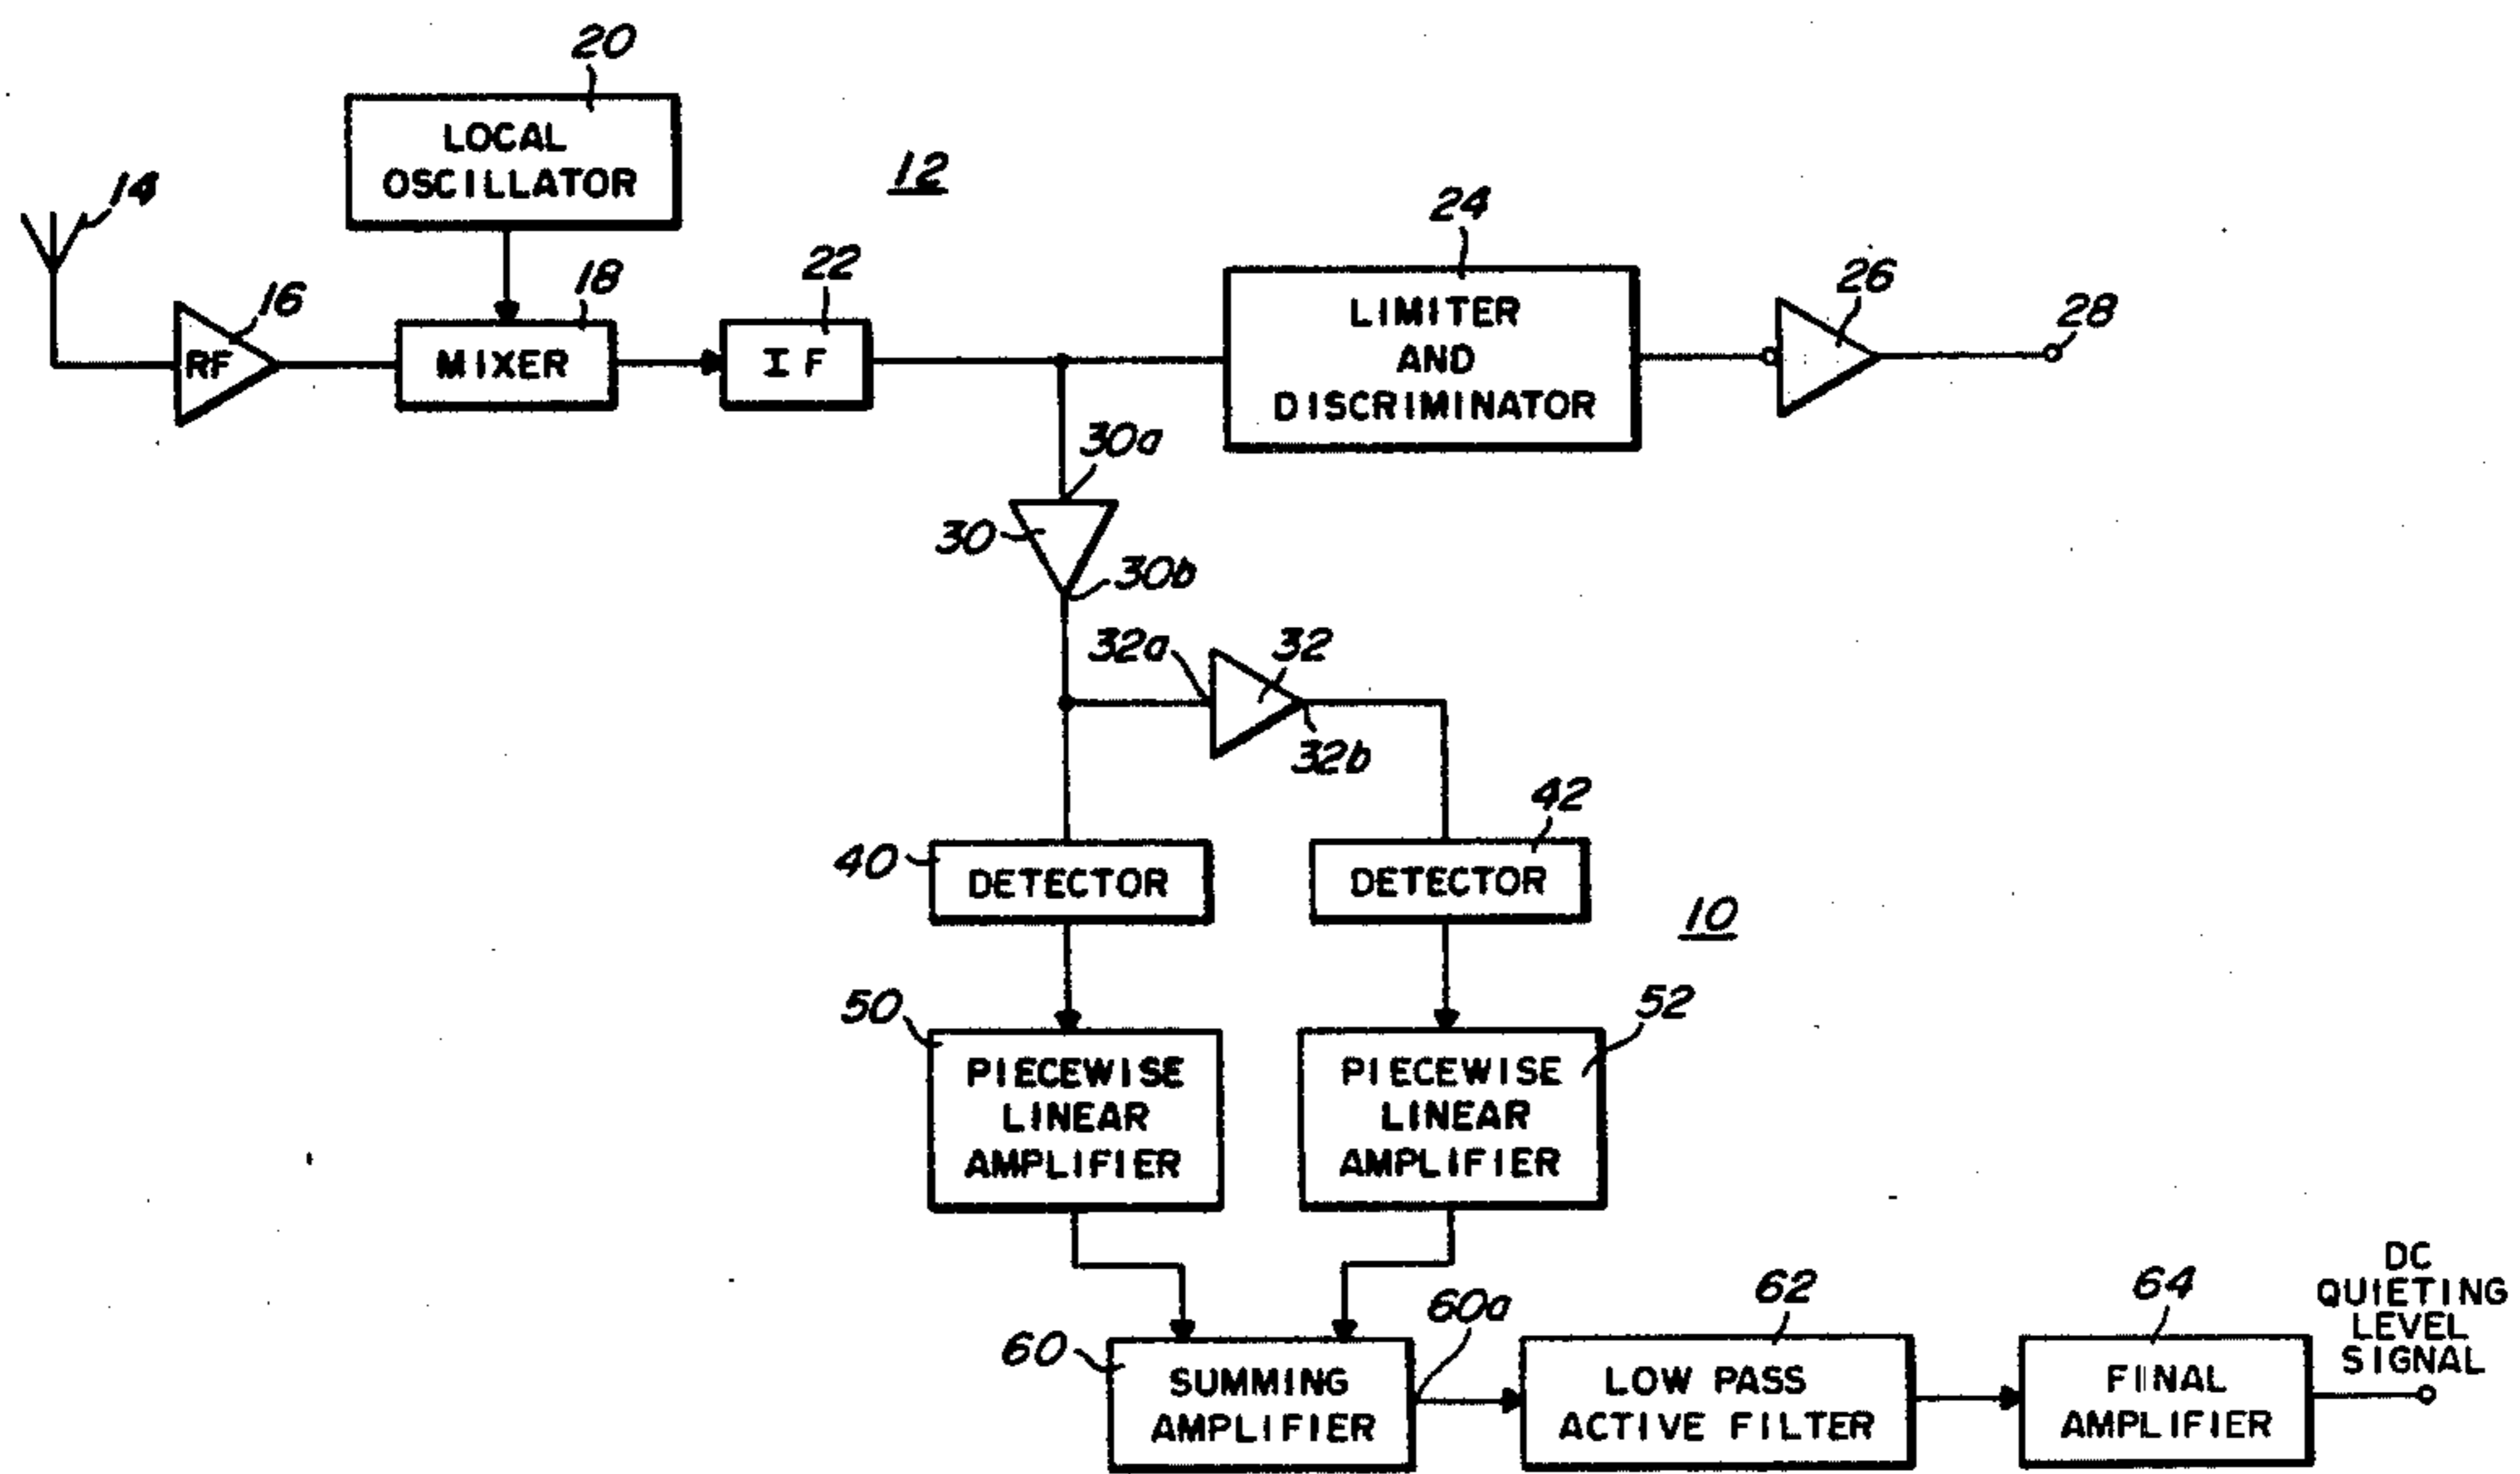 20
LOCAL
OSCILLATOR
12
14
24
16
18
22
26
28
RF
MIXER
IF
LIMITER
AND
DISCRIMINATOR
30a
30
30b
32a
32
32b
42
40
DETECTOR
DETECTOR
10
50
52
PIECEWISE
LINEAR
AMPLIFIER
PIECEWISE
LINEAR
AMPLIFIER
60
60a
62
64
DC
QUIETING
LEVEL
SIGNAL
SUMMING
AMPLIFIER
LOW PASS
ACTIVE FILTER
FINAL
AMPLIFIER